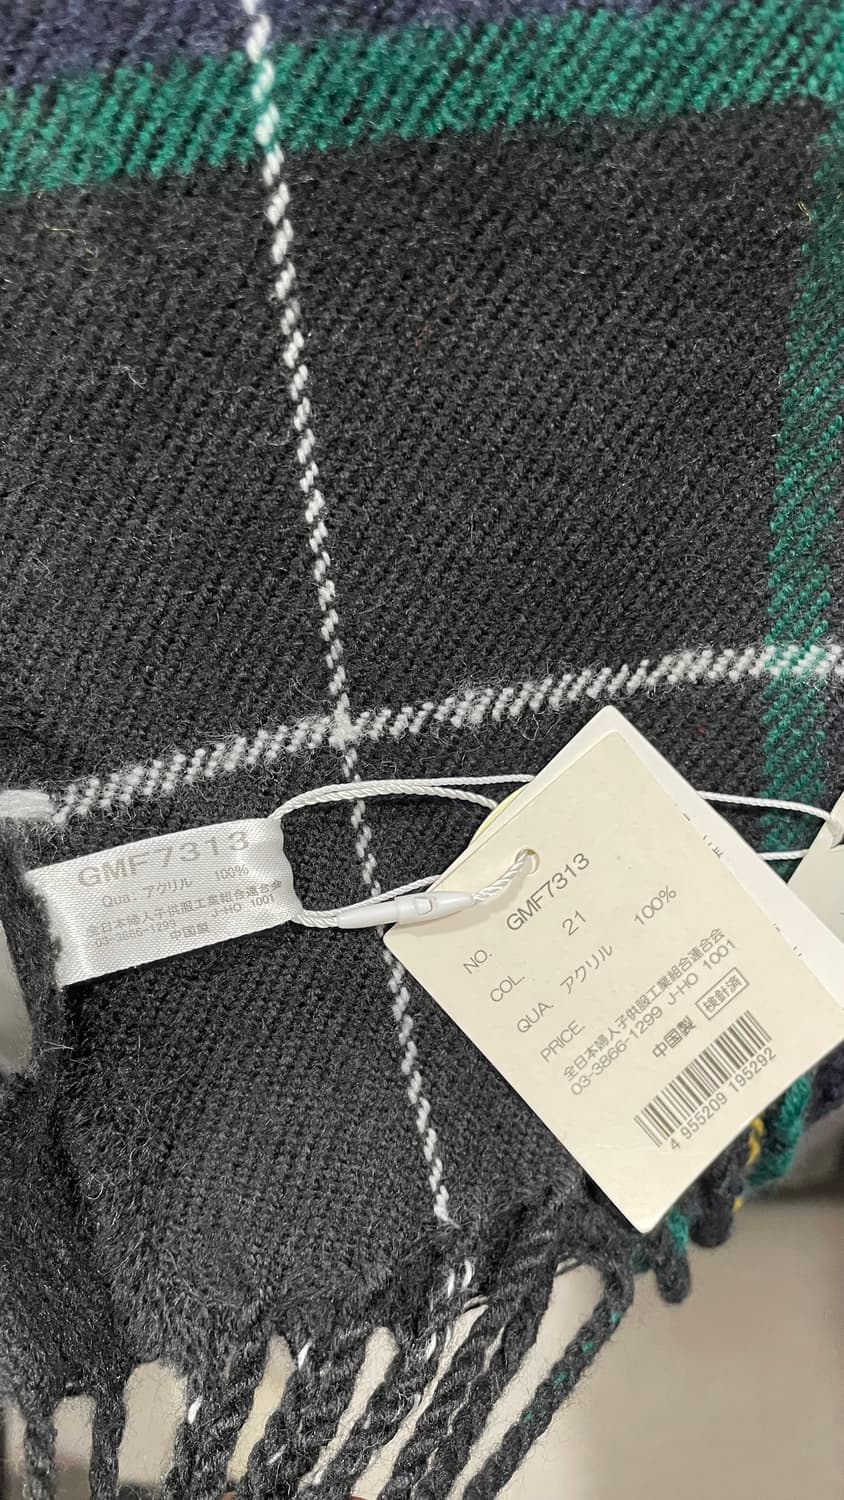 GMF7313
Qua. アクリル 100%
全日本婦人子供服工業組合連合会
03-3866-1299 J-HO 1001
中国製
NO. GMF7313
COL. 21
QUA. アクリル 100%
PRICE.
全日本婦人子供服工業組合連合会
03-3866-1299 J-HO 1001
中国製 検針済
4 955209 195292